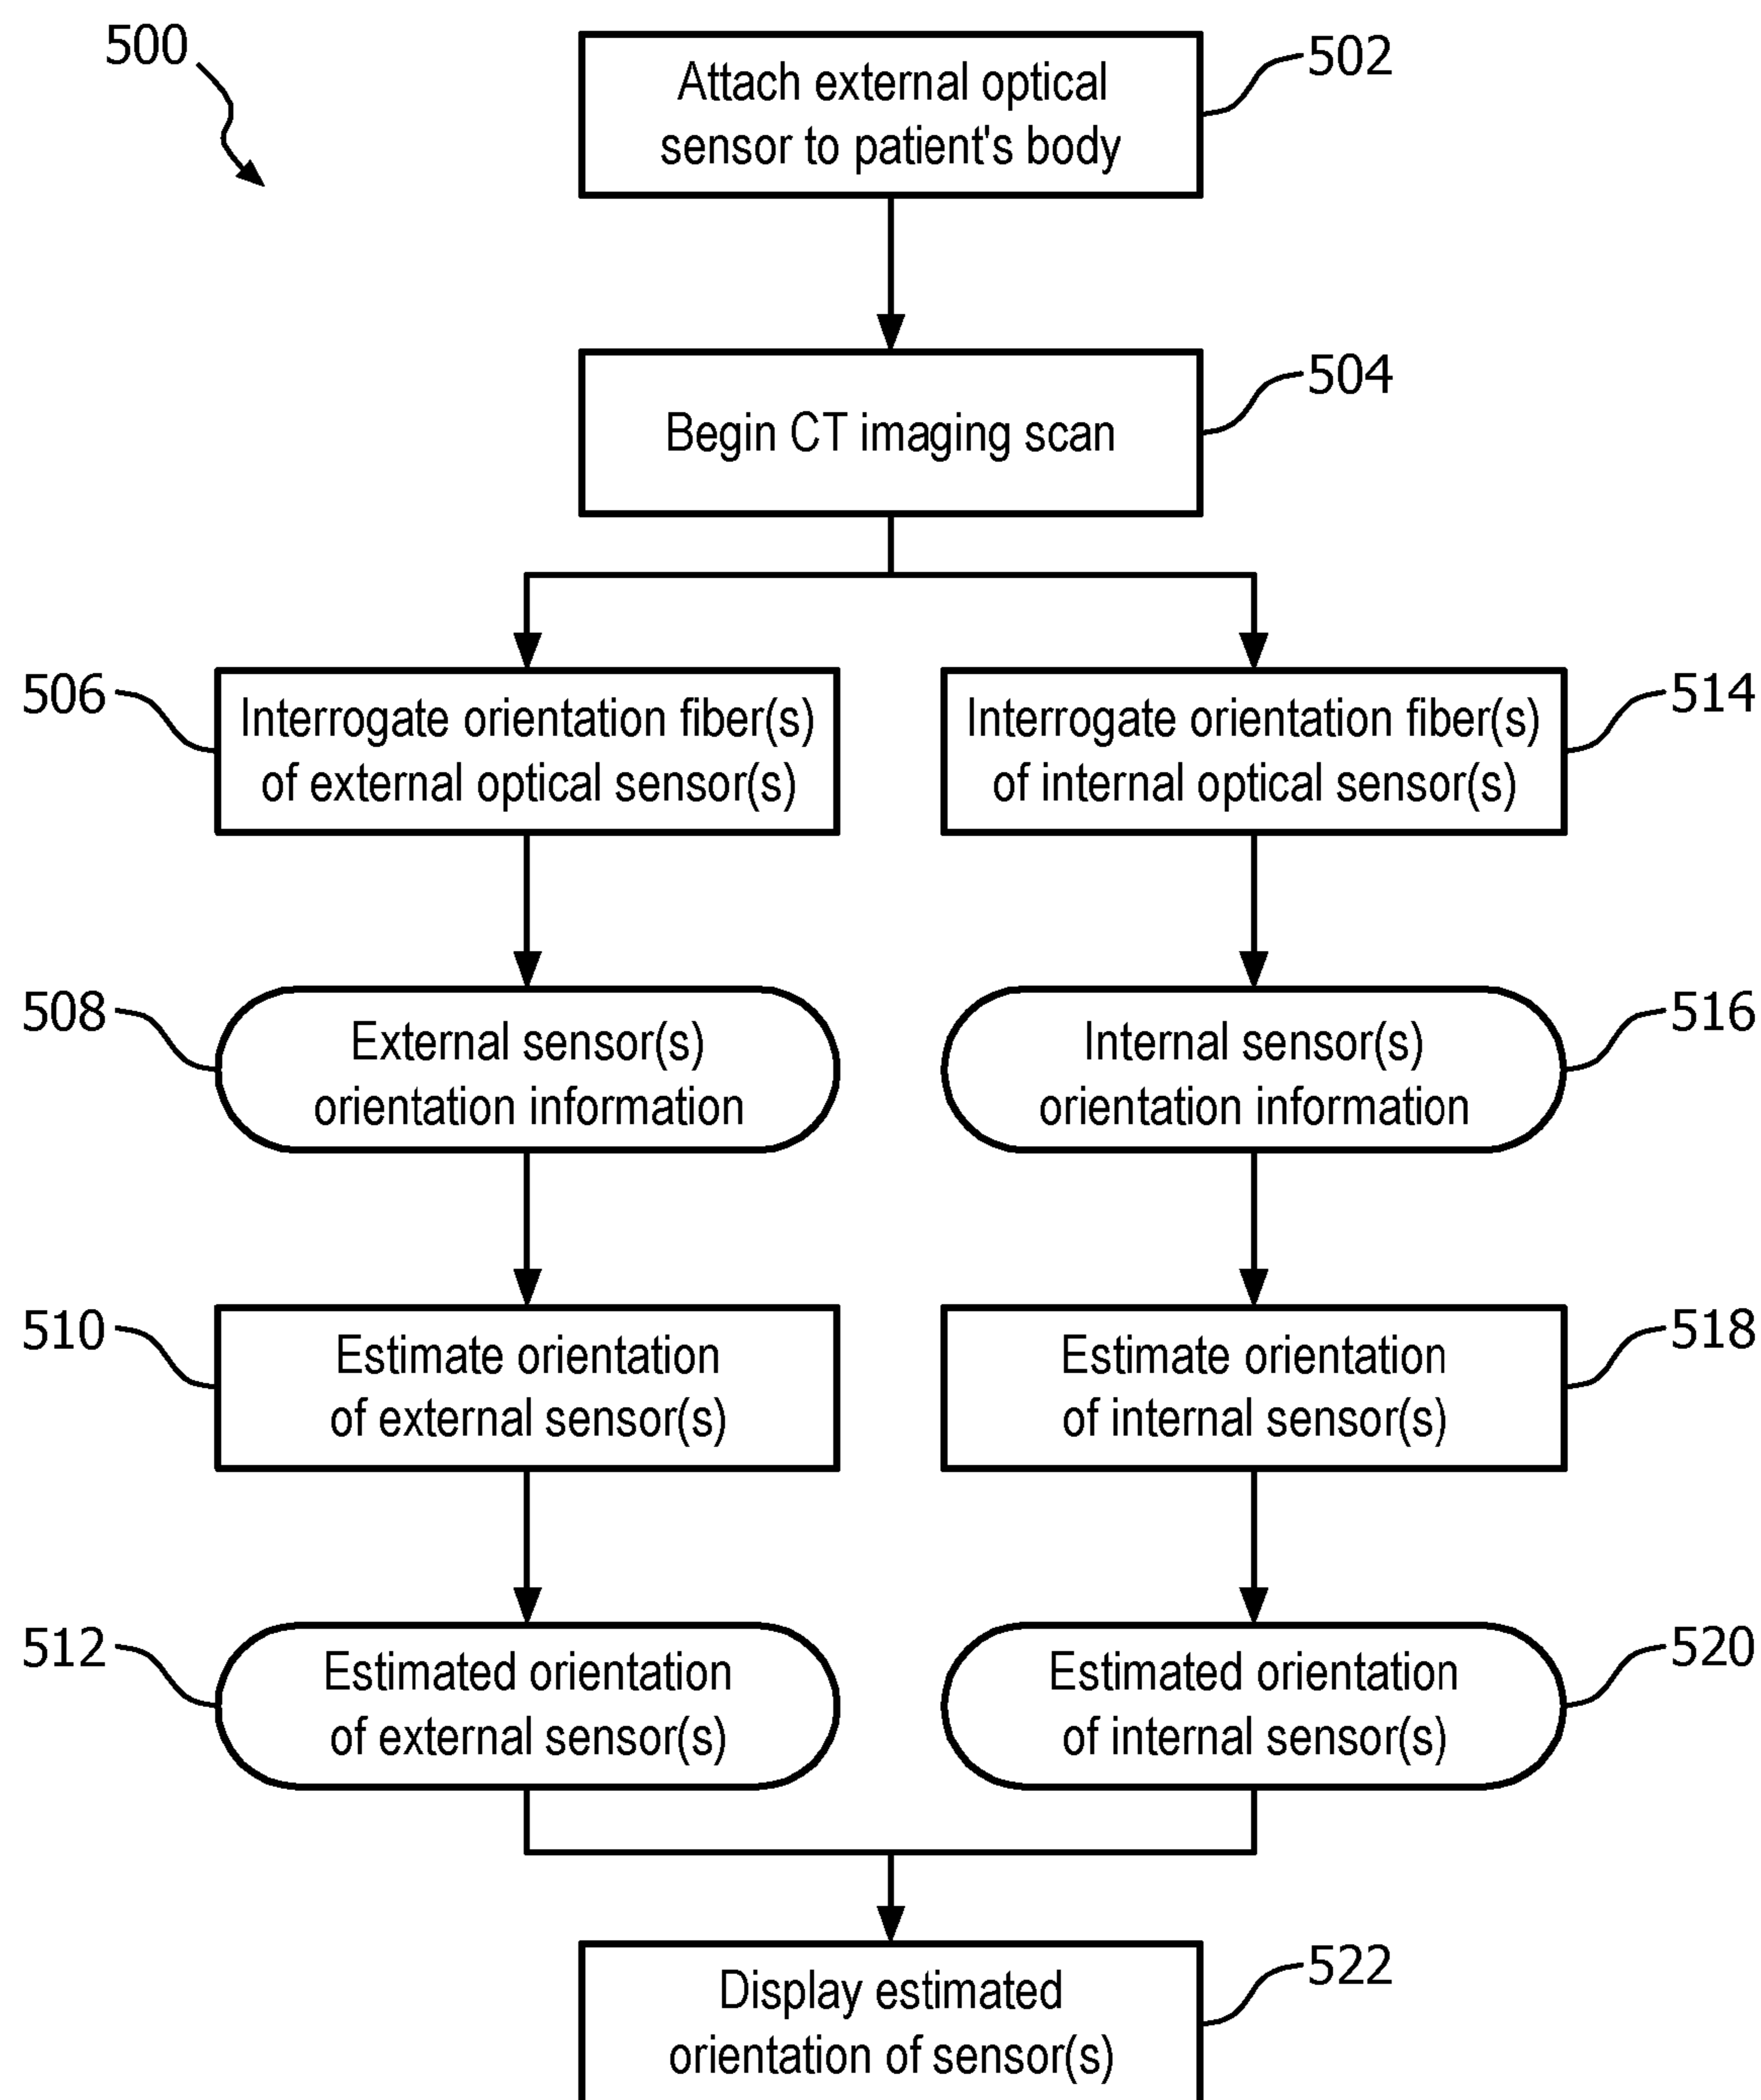 500
Attach external optical
sensor to patient's body
502
Begin CT imaging scan
504
506
Interrogate orientation fiber(s)
of external optical sensor(s)
Interrogate orientation fiber(s)
of internal optical sensor(s)
514
508
External sensor(s)
orientation information
Internal sensor(s)
orientation information
516
510
Estimate orientation
of external sensor(s)
Estimate orientation
of internal sensor(s)
518
512
Estimated orientation
of external sensor(s)
Estimated orientation
of internal sensor(s)
520
Display estimated
orientation of sensor(s)
522